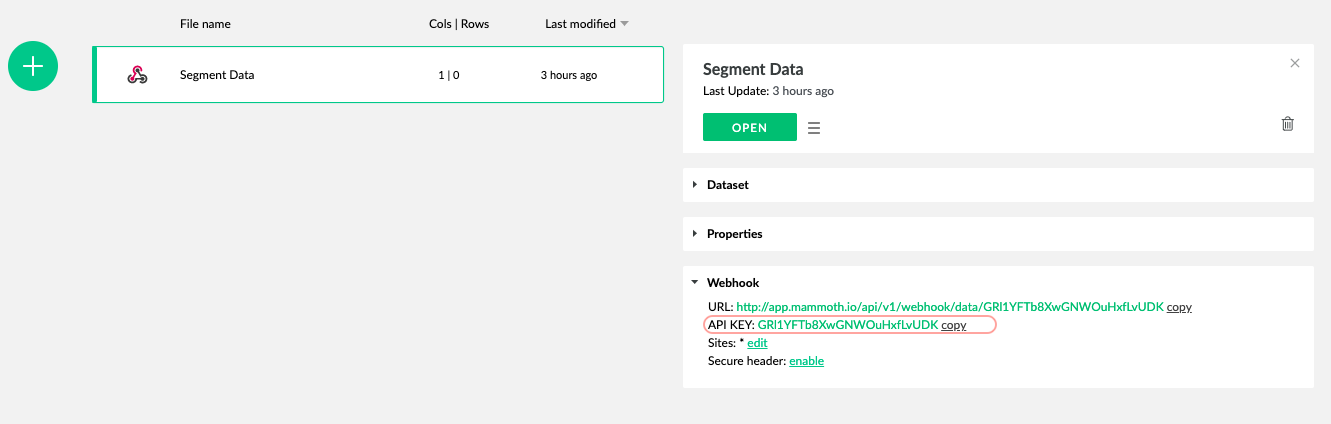 File name Cols | Rows Last modified
Segment Data 1 | 0 3 hours ago
Segment Data
Last Update: 3 hours ago
OPEN
Dataset
Properties
Webhook
URL: http://app.mammoth.io/api/v1/webhook/data/GRl1YFTb8XwGNWOuHxfLvUDK copy
API KEY: GRl1YFTb8XwGNWOuHxfLvUDK copy
Sites: * edit
Secure header: enable